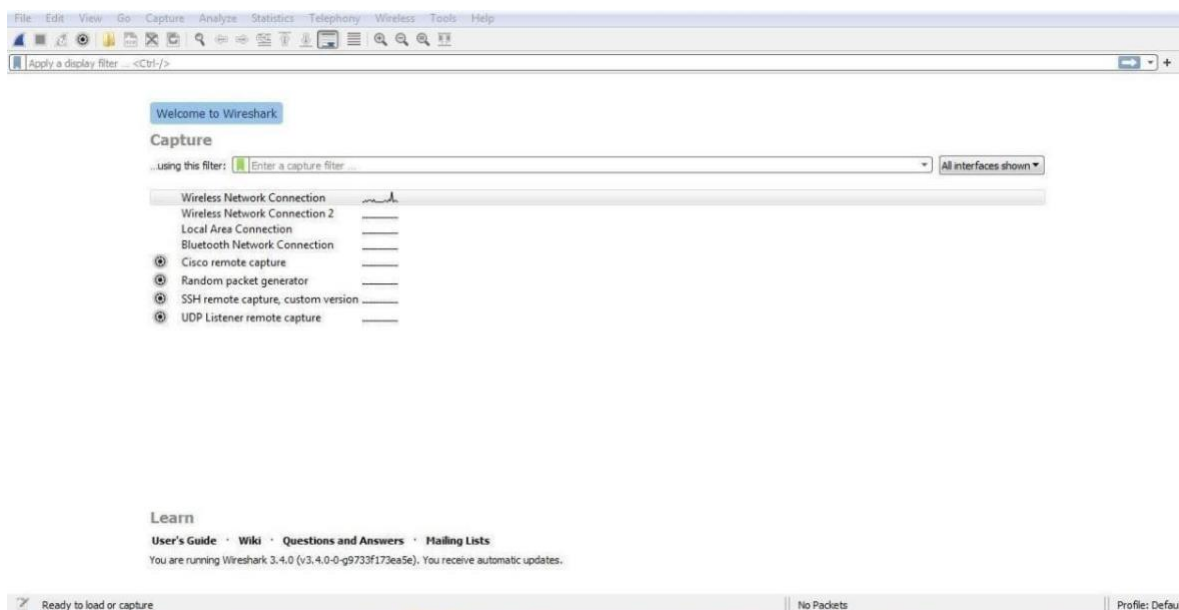 File Edit View Go Capture Analyze Statistics Telephony Wireless Tools Help
Apply a display filter ... <Ctrl-/>
Welcome to Wireshark
Capture
...using this filter: Enter a capture filter ... All interfaces shown
Wireless Network Connection
Wireless Network Connection 2
Local Area Connection
Bluetooth Network Connection
Cisco remote capture
Random packet generator
SSH remote capture, custom version
UDP Listener remote capture
Learn
User's Guide · Wiki · Questions and Answers · Mailing Lists
You are running Wireshark 3.4.0 (v3.4.0-0-g9733f173ea5e). You receive automatic updates.
Ready to load or capture No Packets Profile: Defau